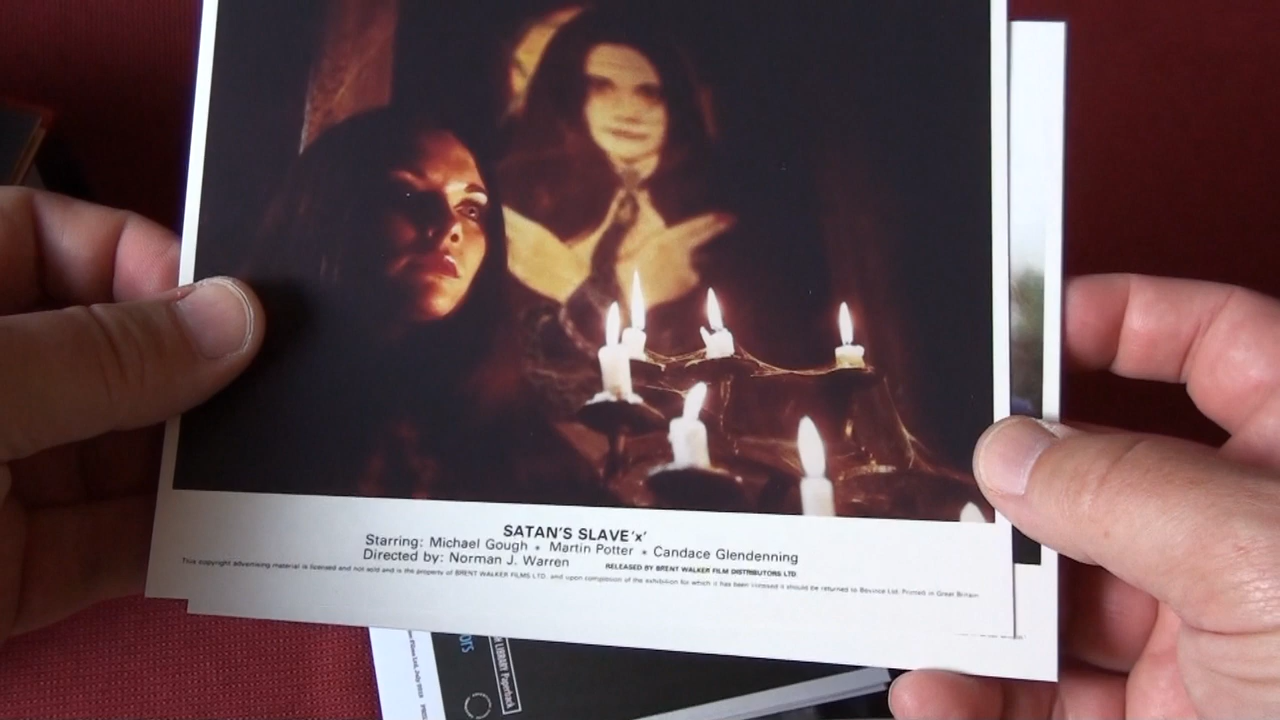 SATAN'S SLAVE 'x'
Starring: Michael Gough • Martin Potter • Candace Glendenning
Directed by: Norman J. Warren RELEASED BY BRENT WALKER FILM DISTRIBUTORS LTD
This copyright advertising material is licensed and not sold and is the property of BRENT WALKER FILMS LTD. and upon completion of the exhibition for which it has been it should be returned to Ltd. Printed in Great Britain
LIBRARY Paperback